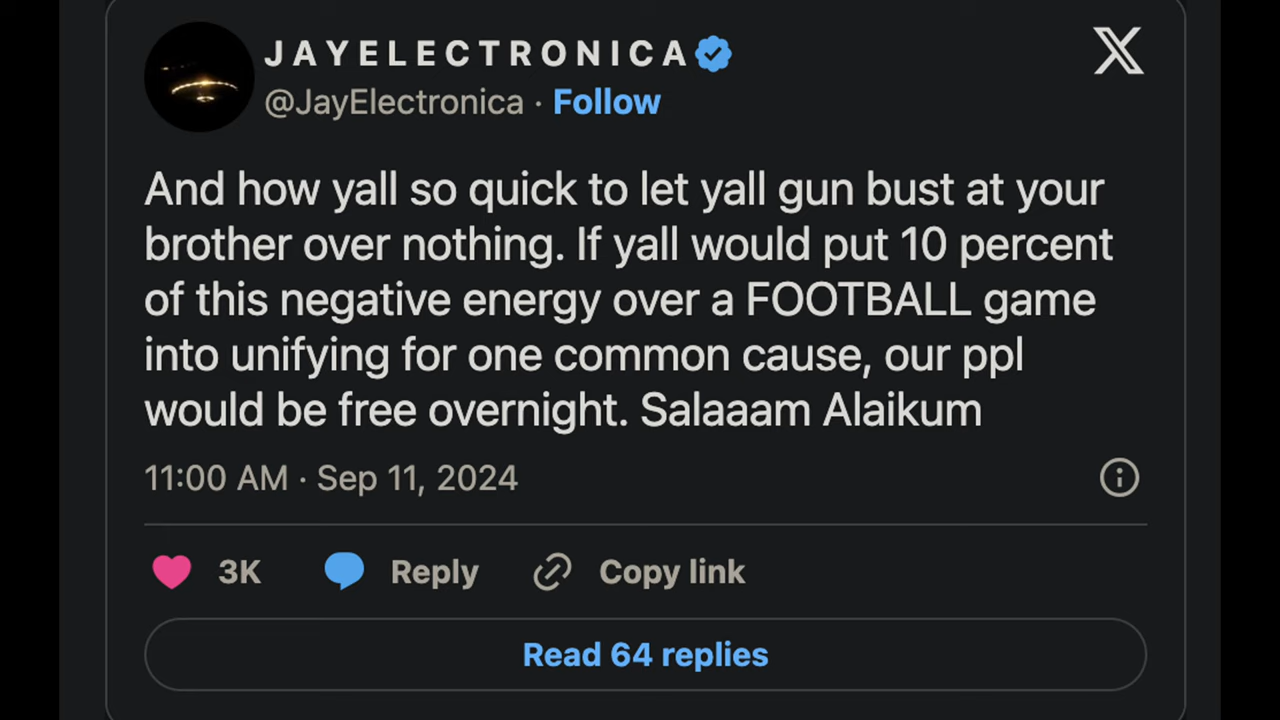 JAYELECTRONICA
@JayElectronica · Follow
And how yall so quick to let yall gun bust at your
brother over nothing. If yall would put 10 percent
of this negative energy over a FOOTBALL game
into unifying for one common cause, our ppl
would be free overnight. Salaaam Alaikum
11:00 AM · Sep 11, 2024
3K Reply Copy link
Read 64 replies